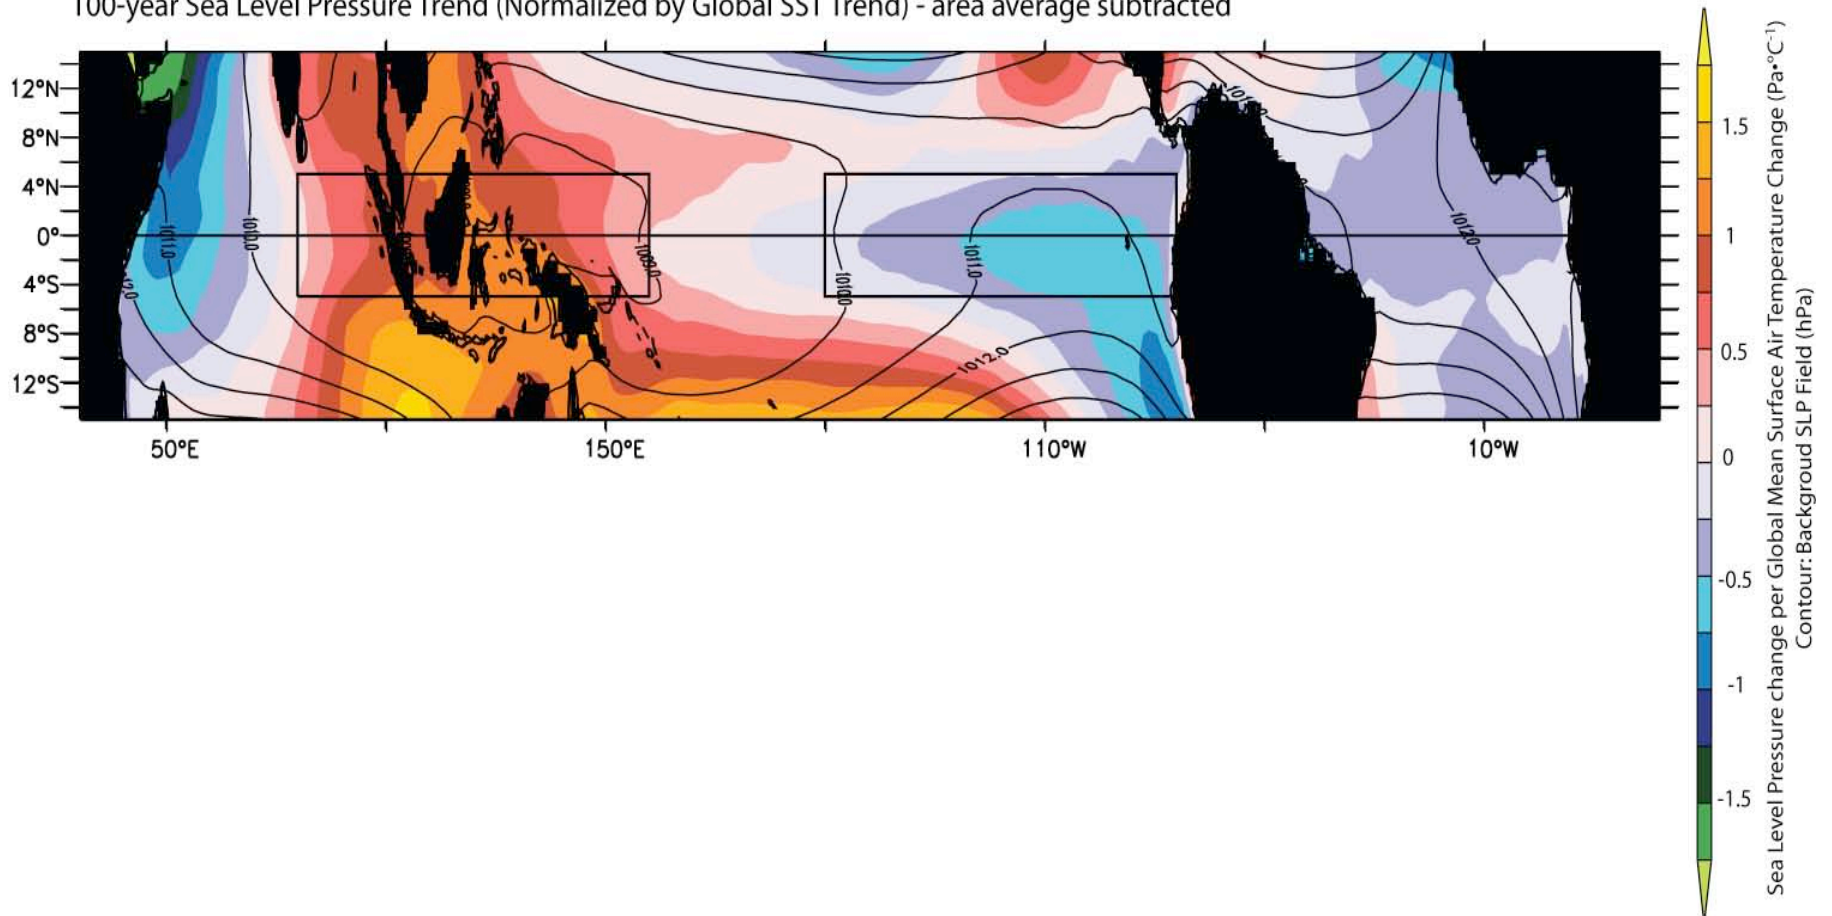 100-year Sea Level Pressure Trend (Normalized by Global SST Trend) - area average subtracted
12°N
8°N
4°N
0°
4°S
8°S
12°S
50°E
150°E
110°W
10°W
1011.0
1010.0
1009.0
1010.0
1011.0
1012.0
1012.0
1.5
1
0.5
0
-0.5
-1
-1.5
Sea Level Pressure change per Global Mean Surface Air Temperature Change (Pa•°C⁻¹)
Contour: Backgroud SLP Field (hPa)